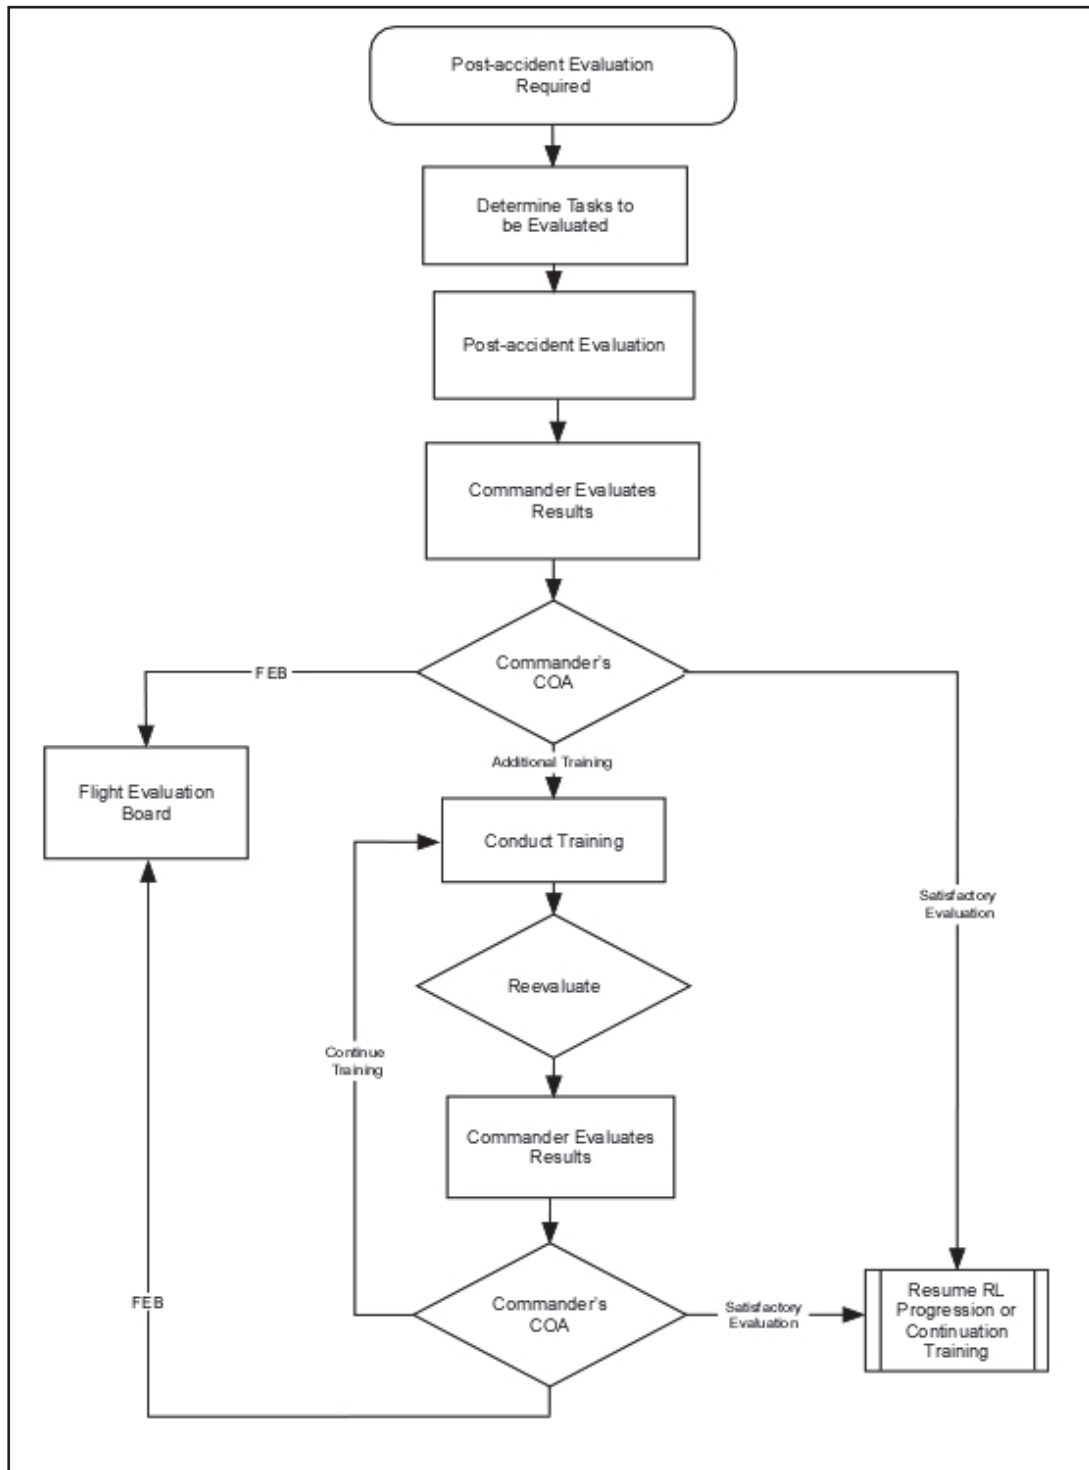 Post-accident Evaluation
Required
Determine Tasks to
be Evaluated
Post-accident Evaluation
Commander Evaluates
Results
Commander's
COA
FEB
Additional Training
Flight Evaluation
Board
Conduct Training
Satisfactory
Evaluation
Reevaluate
Continue
Training
Commander Evaluates
Results
FEB
Commander's
COA
Satisfactory
Evaluation
Resume RL
Progression or
Continuation
Training